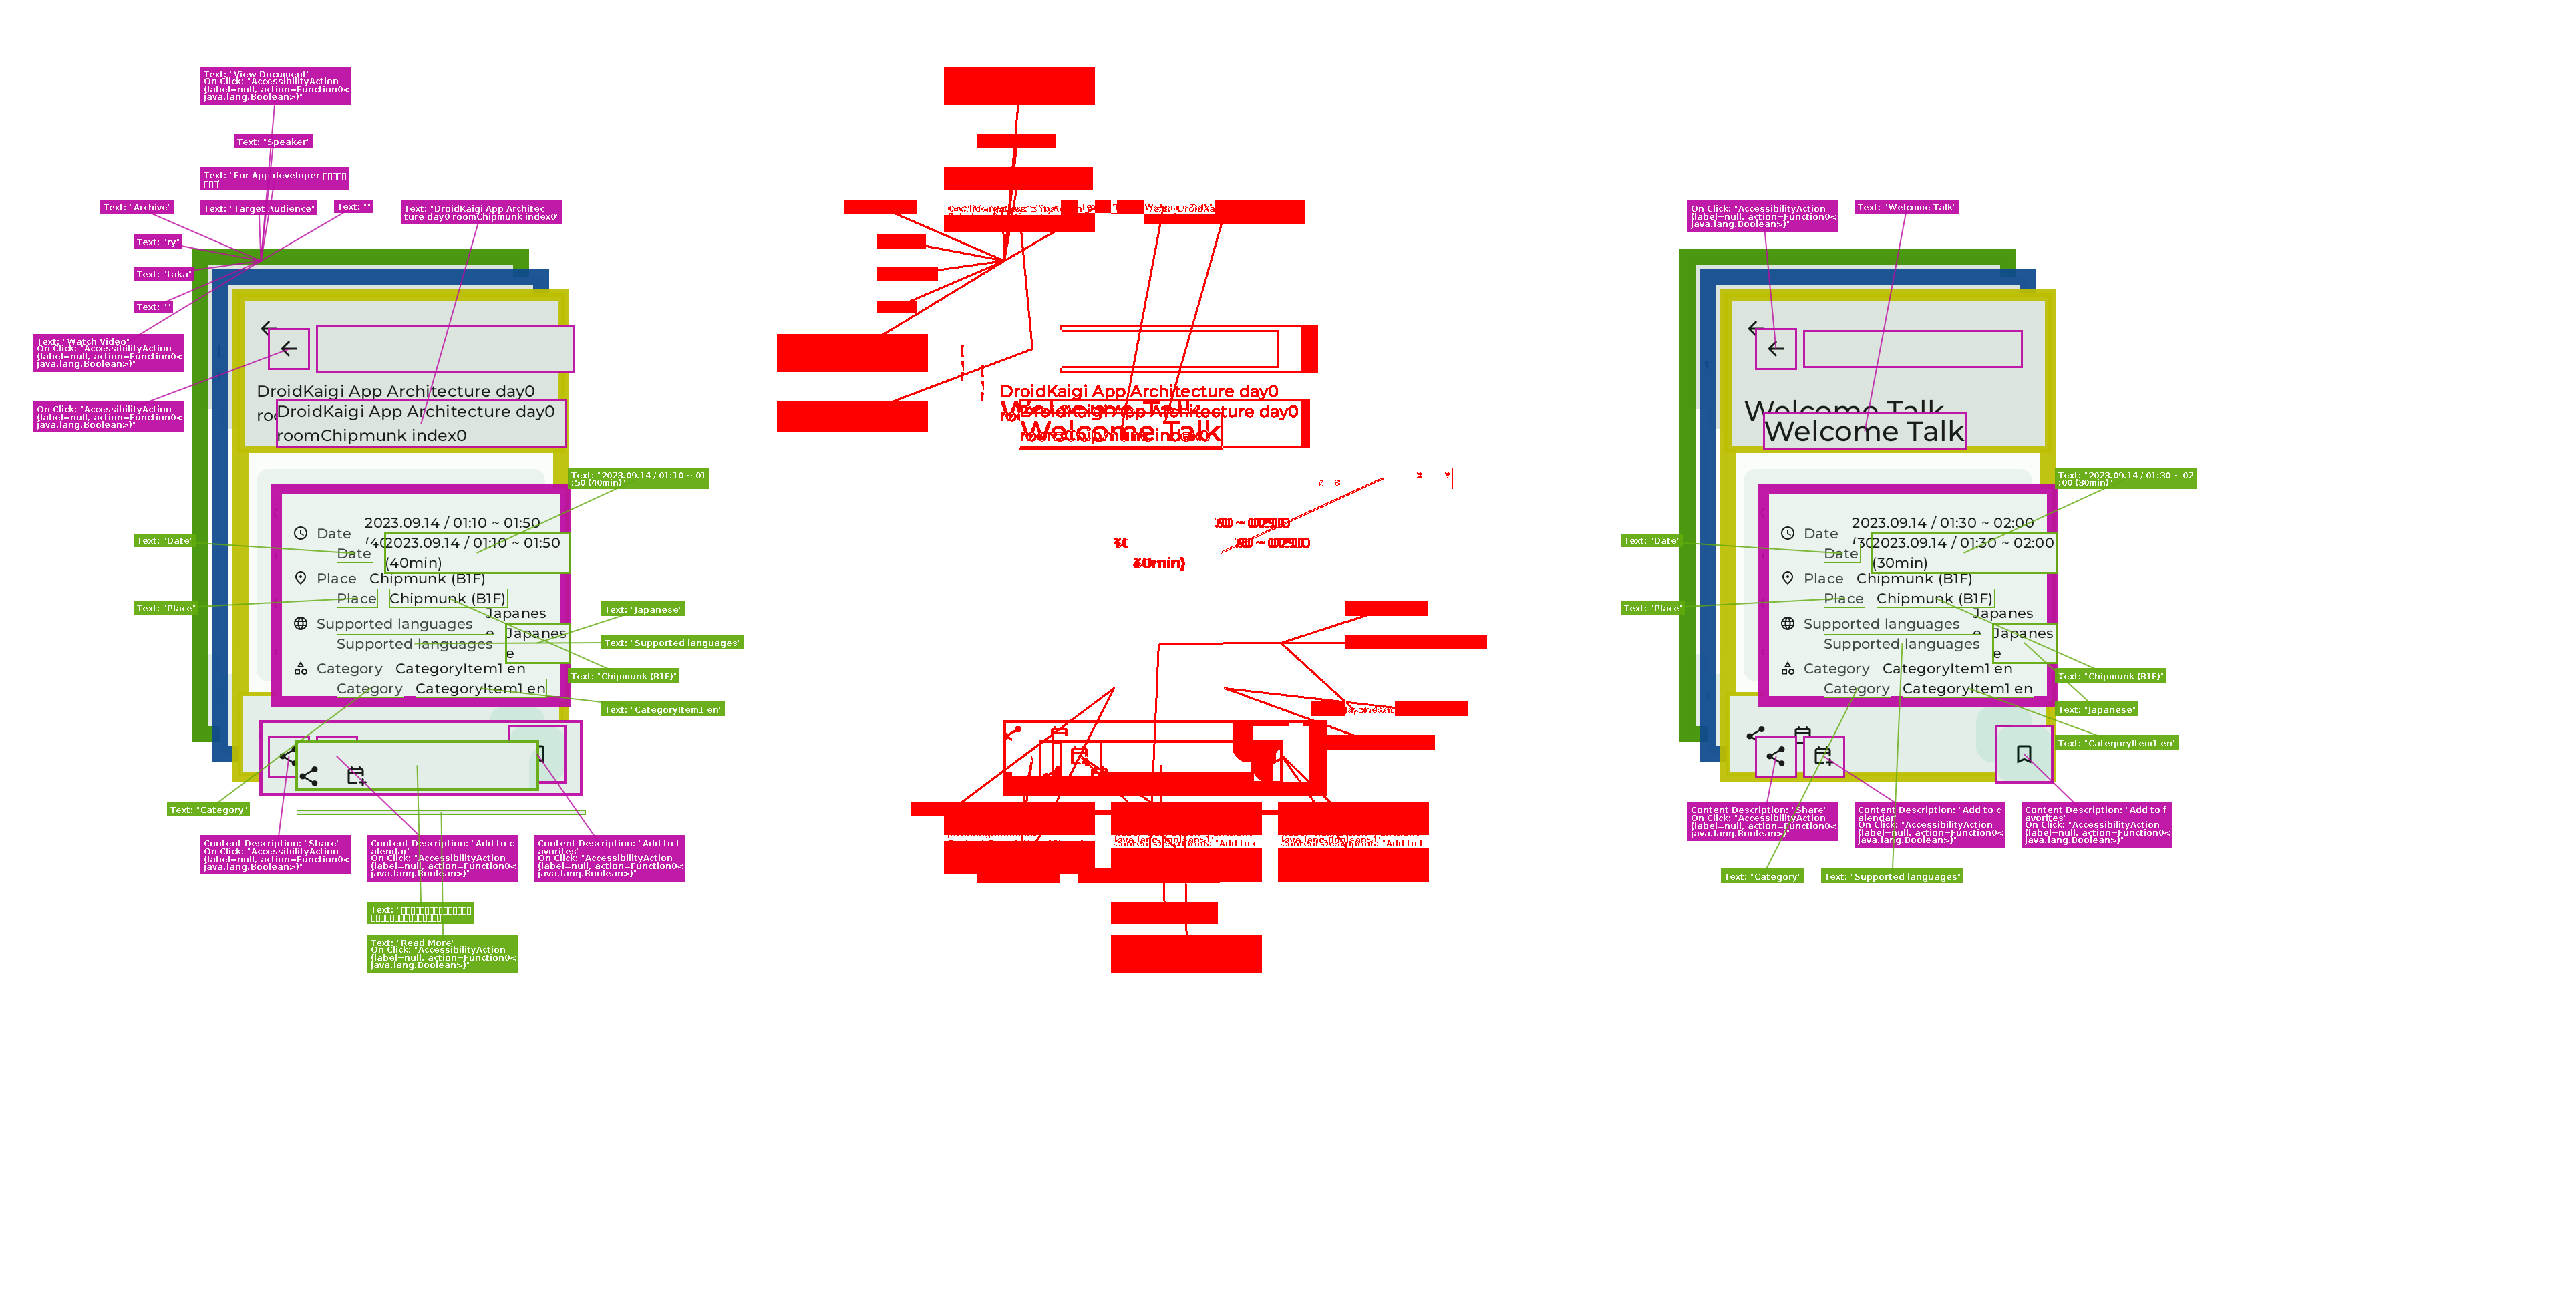 Text: "View Document"
On Click: "AccessibilityAction
(label=null, action=Function0<
java.lang.Boolean>)"
Text: "Speaker"
Text: "For App developer
Text: "Archive"
Text: "Target Audience"
Text: ""
Text: "DroidKaigi App Architec
ture day0 roomChipmunk index0"
Text: "ry"
Text: "taka"
Text: ""
Text: "Watch Video"
On Click: "AccessibilityAction
(label=null, action=Function0<
java.lang.Boolean>)"
On Click: "AccessibilityAction
(label=null, action=Function0<
java.lang.Boolean>)"
DroidKaigi App Architecture day0
DroidKaigi App Architecture day0
roomChipmunk index0
Text: "2023.09.14 / 01:10 ~ 01
:50 (40min)"
2023.09.14 / 01:10 ~ 01:50
Date
Text: "Date"
(40
2023.09.14 / 01:10 ~ 01:50
Date
(40min)
Place
Chipmunk (B1F)
Text: "Place"
Place
Chipmunk (B1F)
Text: "Japanese"
Japanes
e
Supported languages
Japanes
e
Supported languages
Text: "Supported languages"
Category
CategoryItem1 en
Text: "Chipmunk (B1F)"
Category
CategoryItem1 en
Text: "CategoryItem1 en"
Text: "Category"
Content Description: "Share"
On Click: "AccessibilityAction
(label=null, action=Function0<
java.lang.Boolean>)"
Content Description: "Add to c
alendar"
On Click: "AccessibilityAction
(label=null, action=Function0<
java.lang.Boolean>)"
Content Description: "Add to f
avorites"
On Click: "AccessibilityAction
(label=null, action=Function0<
java.lang.Boolean>)"
Text: "Read More"
On Click: "AccessibilityAction
(label=null, action=Function0<
java.lang.Boolean>)"
DroidKaigi App Architecture day0
Welcome Talk
DroidKaigi App Architecture day0
Welcome Talk
roomChipmunk index0
On Click: "AccessibilityAction
(label=null, action=Function0<
java.lang.Boolean>)"
Text: "Welcome Talk"
Welcome Talk
Welcome Talk
Text: "2023.09.14 / 01:30 ~ 02
:00 (30min)"
2023.09.14 / 01:30 ~ 02:00
Date
Text: "Date"
(30
2023.09.14 / 01:30 ~ 02:00
Date
(30min)
Place
Chipmunk (B1F)
Text: "Place"
Place
Chipmunk (B1F)
Japanes
e
Supported languages
Japanes
e
Supported languages
Category
CategoryItem1 en
Text: "Chipmunk (B1F)"
Category
CategoryItem1 en
Text: "Japanese"
Text: "CategoryItem1 en"
Content Description: "Share"
On Click: "AccessibilityAction
(label=null, action=Function0<
java.lang.Boolean>)"
Content Description: "Add to c
alendar"
On Click: "AccessibilityAction
(label=null, action=Function0<
java.lang.Boolean>)"
Content Description: "Add to f
avorites"
On Click: "AccessibilityAction
(label=null, action=Function0<
java.lang.Boolean>)"
Text: "Category"
Text: "Supported languages"